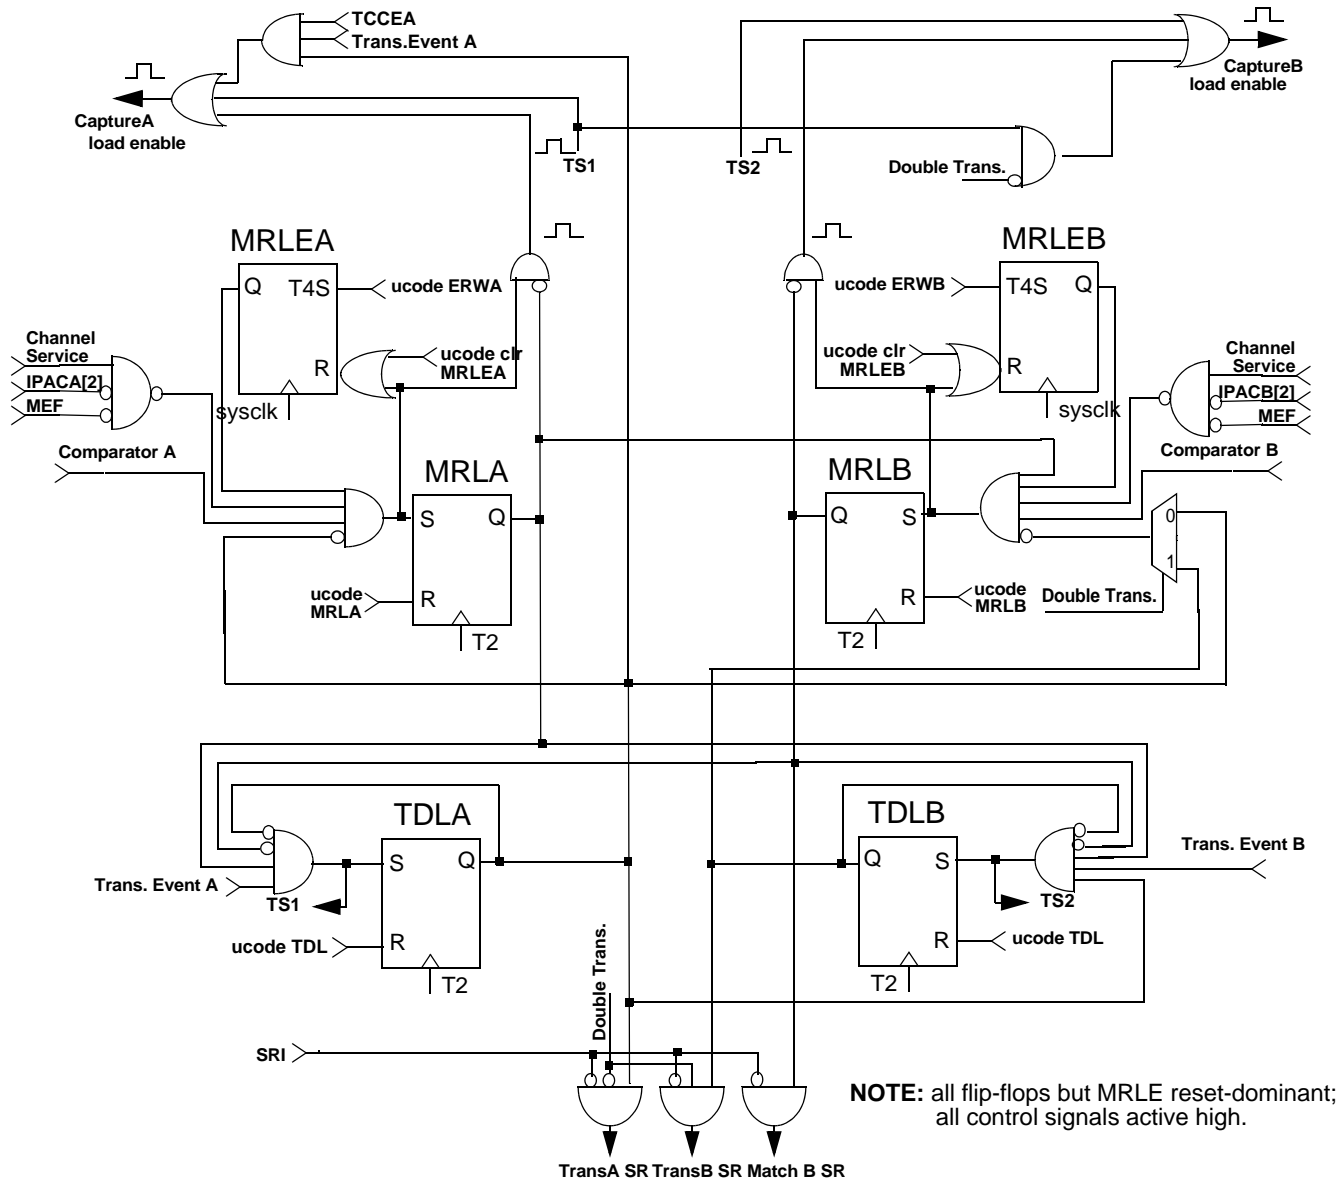 TCCEA
Trans.Event A
CaptureA
load enable
TS1
TS2
Double Trans.
CaptureB
load enable
MRLEA
Q
T4S
R
sysclk
ucode ERWA
ucode clr
MRLEA
Channel
Service
IPACA[2]
MEF
Comparator A
MRLEB
ucode ERWB
T4S
Q
R
sysclk
ucode clr
MRLEB
Channel
Service
IPACB[2]
MEF
Comparator B
MRLA
S
Q
R
T2
ucode
MRLA
MRLB
Q
S
R
T2
ucode
MRLB
0
1
Double Trans.
TDLA
S
Q
R
T2
Trans. Event A
TS1
ucode TDL
TDLB
Q
S
R
T2
Trans. Event B
TS2
ucode TDL
Double Trans.
SRI
TransA SR
TransB SR
Match B SR
NOTE: all flip-flops but MRLE reset-dominant;
all control signals active high.